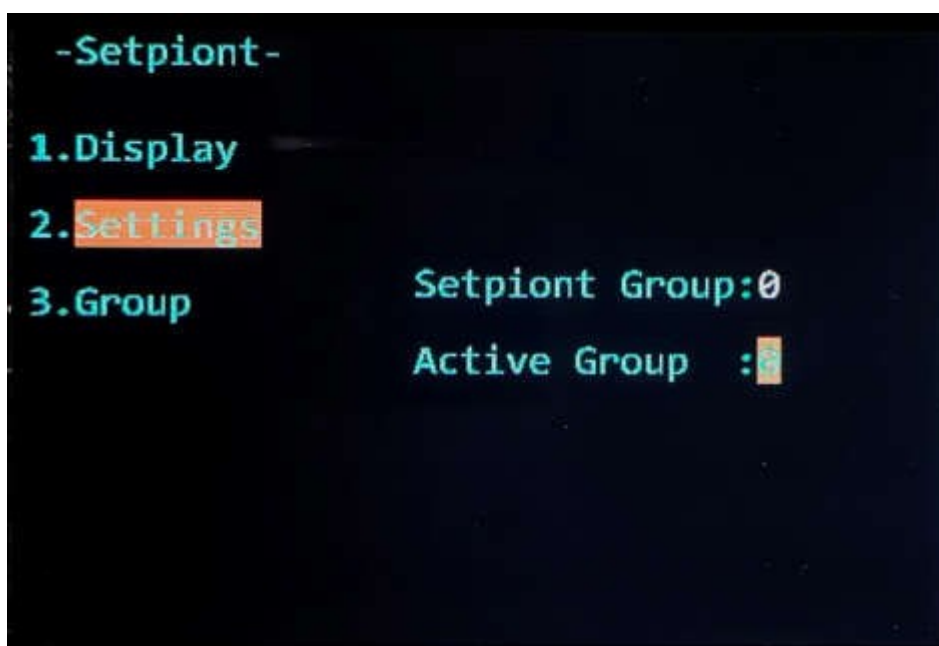 -Setpiont-
1.Display
2.Settings
Setpiont Group:0
3.Group
Active Group :